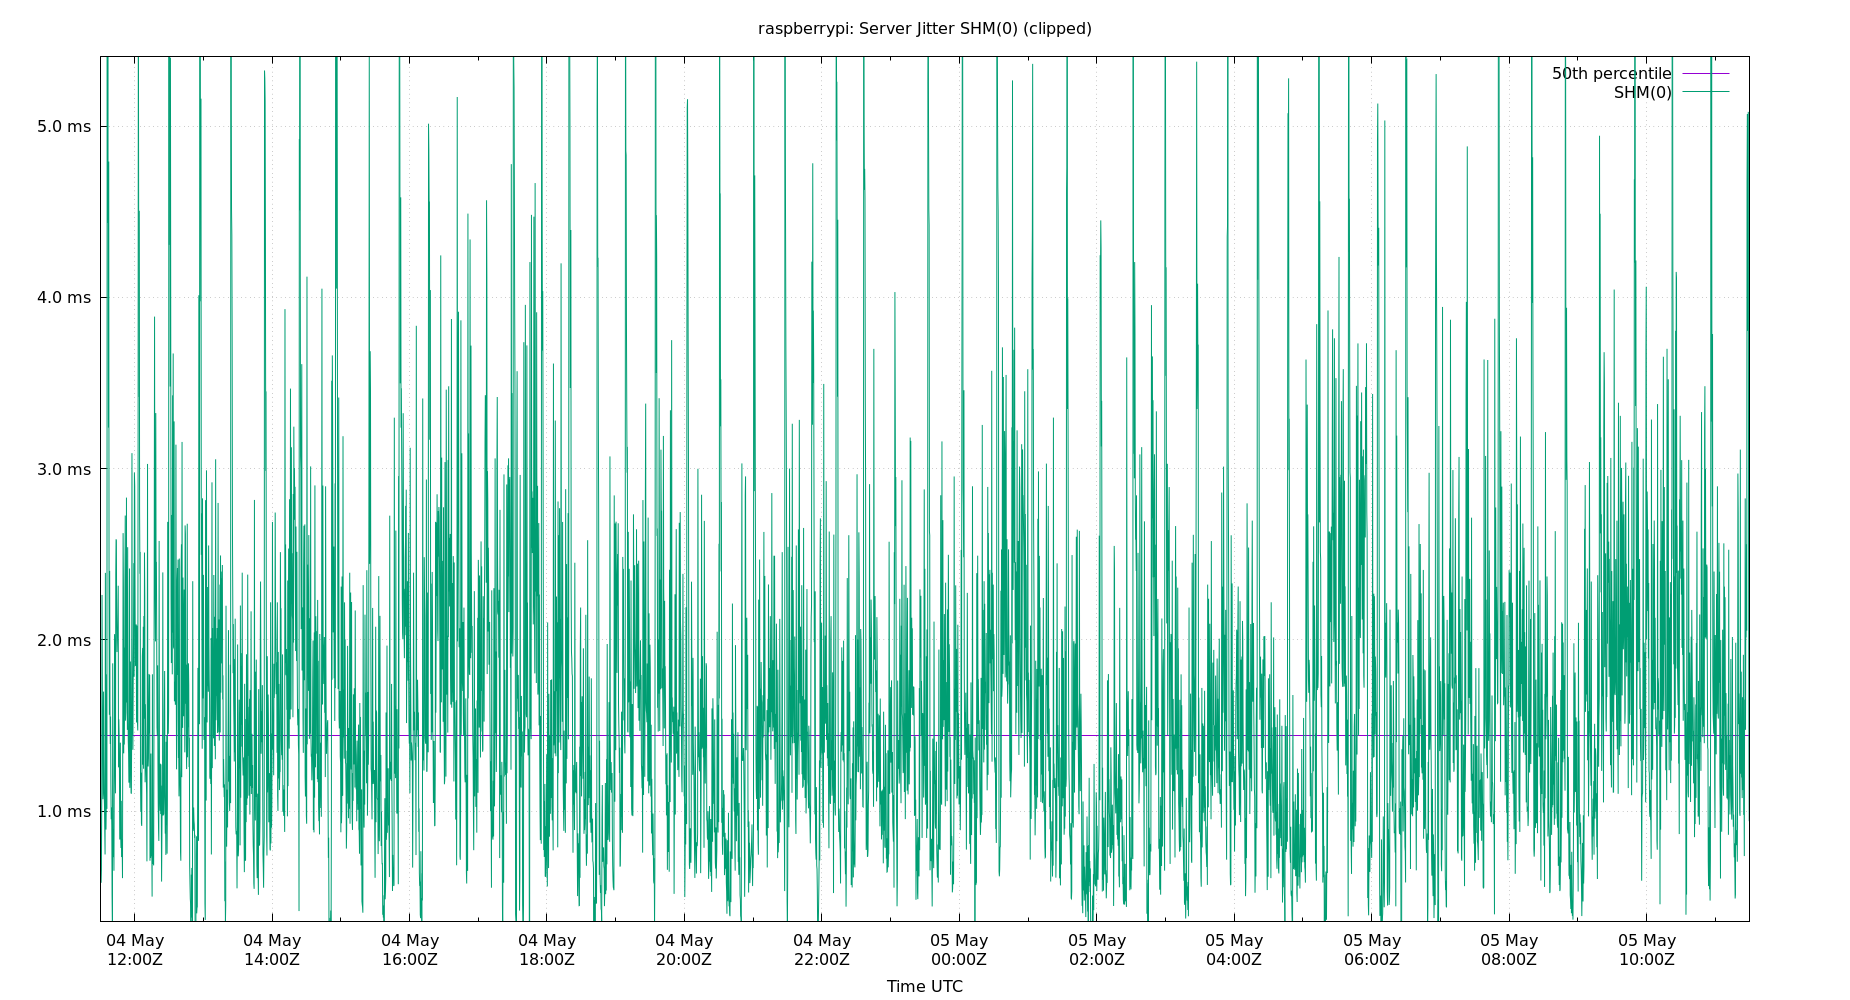 raspberrypi: Server Jitter SHM(0) (clipped)
50th percentile
SHM(0)
5.0 ms
4.0 ms
3.0 ms
2.0 ms
1.0 ms
04 May 04 May 04 May 04 May 04 May 04 May 05 May 05 May 05 May 05 May 05 May 05 May
12:00Z 14:00Z 16:00Z 18:00Z 20:00Z 22:00Z 00:00Z 02:00Z 04:00Z 06:00Z 08:00Z 10:00Z
Time UTC